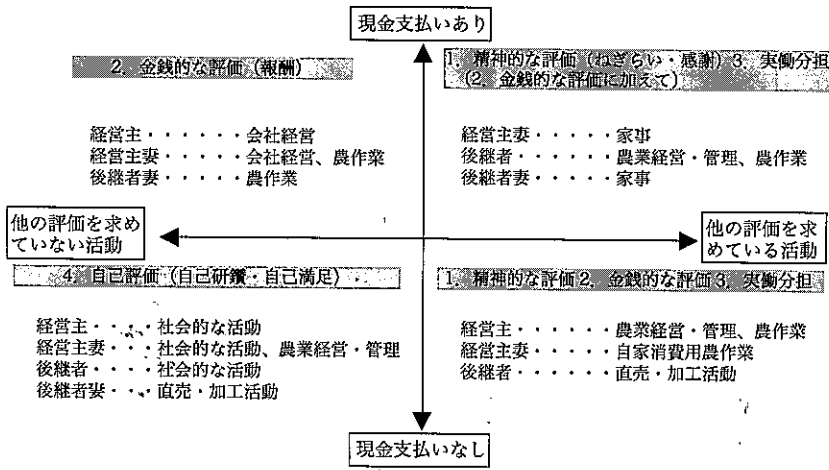 現金支払いあり
2. 金銭的な評価（報酬）
経営主・・・・・・会社経営
経営主妻・・・・・会社経営、農作業
後継者妻・・・・・農作業
1. 精神的な評価（ねぎらい・感謝）3. 実働分担
（2. 金銭的な評価に加えて）
経営主妻・・・・・家事
後継者・・・・・・農業経営・管理、農作業
後継者妻・・・・・家事
他の評価を求め
ていない活動
他の評価を求
めている活動
4. 自己評価（自己研鑽・自己満足）
経営主・・・・社会的な活動
経営主妻・・・社会的な活動、農業経営・管理
後継者・・・・社会的な活動
後継者妻・・・直売・加工活動
1. 精神的な評価 2. 金銭的な評価 3. 実働分担
経営主・・・・・・農業経営・管理、農作業
経営主妻・・・・・自家消費用農作業
後継者・・・・・・直売・加工活動
現金支払いなし